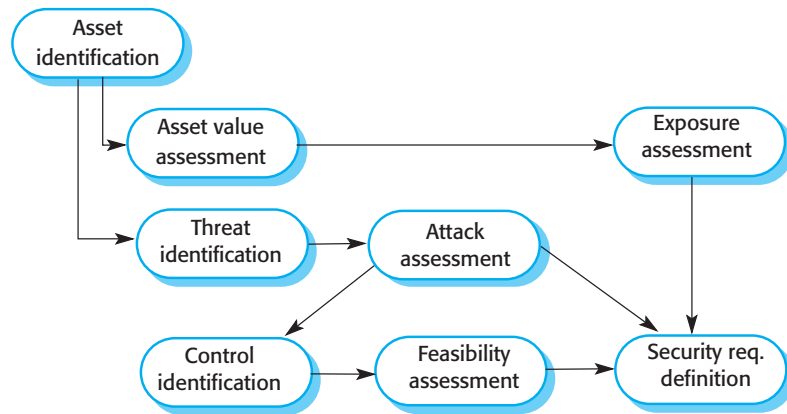 Asset
identification
Asset value
assessment
Exposure
assessment
Threat
identification
Attack
assessment
Control
identification
Feasibility
assessment
Security req.
definition